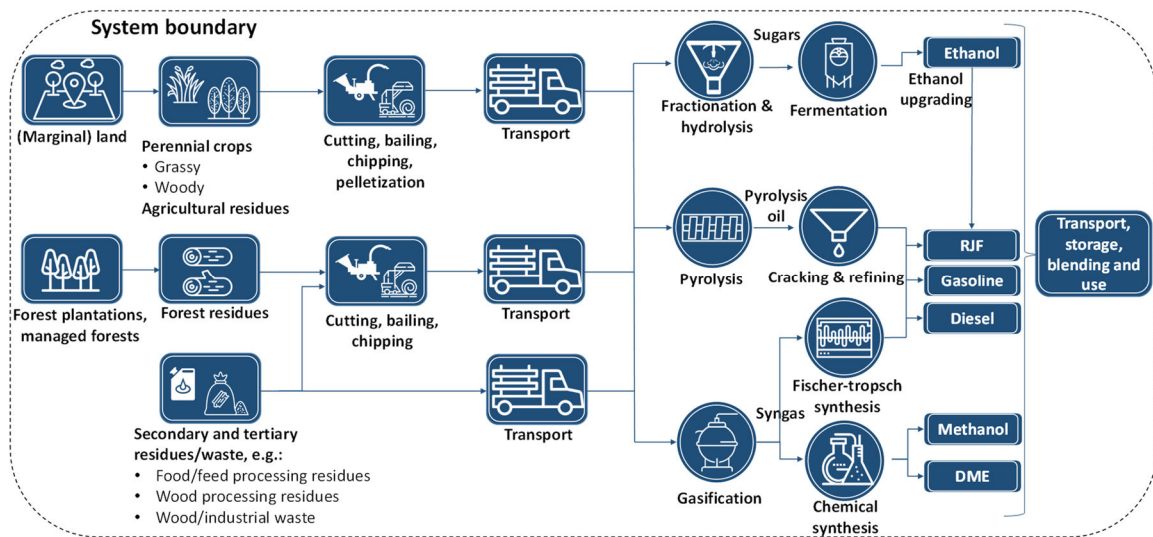 System boundary
(Marginal) land
Perennial crops
• Grassy
• Woody
Agricultural residues
Cutting, bailing,
chipping,
pelletization
Transport
Fractionation &
hydrolysis
Sugars
Fermentation
Ethanol
Ethanol
upgrading
Forest plantations,
managed forests
Forest residues
Cutting, bailing,
chipping
Transport
Pyrolysis
Pyrolysis
oil
Cracking & refining
RJF
Gasoline
Diesel
Transport,
storage,
blending and
use
Secondary and tertiary
residues/waste, e.g.:
• Food/feed processing residues
• Wood processing residues
• Wood/industrial waste
Transport
Gasification
Syngas
Fischer-tropsch
synthesis
Chemical
synthesis
Methanol
DME